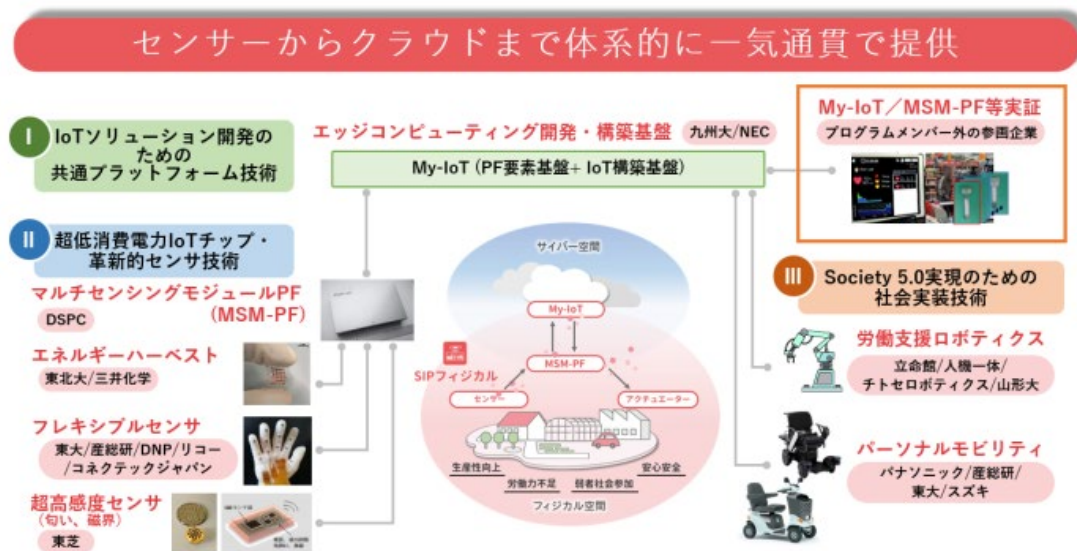 センサーからクラウドまで体系的に一気通貫で提供
I
IoTソリューション開発の
ための
共通プラットフォーム技術
エッジコンピューティング開発・構築基盤
九州大/NEC
My-IoT (PF要素基盤+ IoT構築基盤)
My-IoT/MSM-PF等実証
プログラムメンバー外の参画企業
II
超低消費電力IoTチップ・
革新的センサ技術
マルチセンシングモジュールPF
(MSM-PF)
DSPC
エネルギーハーベスト
東北大/三井化学
フレキシブルセンサ
東大/産総研/DNP/リコー
/コネクテックジャパン
超高感度センサ
(匂い、磁界)
東芝
サイバー空間
My-IoT
MSM-PF
SIPフィジカル
センサー
アクチュエーター
生産性向上
安心安全
労働力不足
弱者社会参加
フィジカル空間
III
Society 5.0実現のための
社会実装技術
労働支援ロボティクス
立命館/人機一体/
チトセロボティクス/山形大
パーソナルモビリティ
パナソニック/産総研/
東大/スズキ